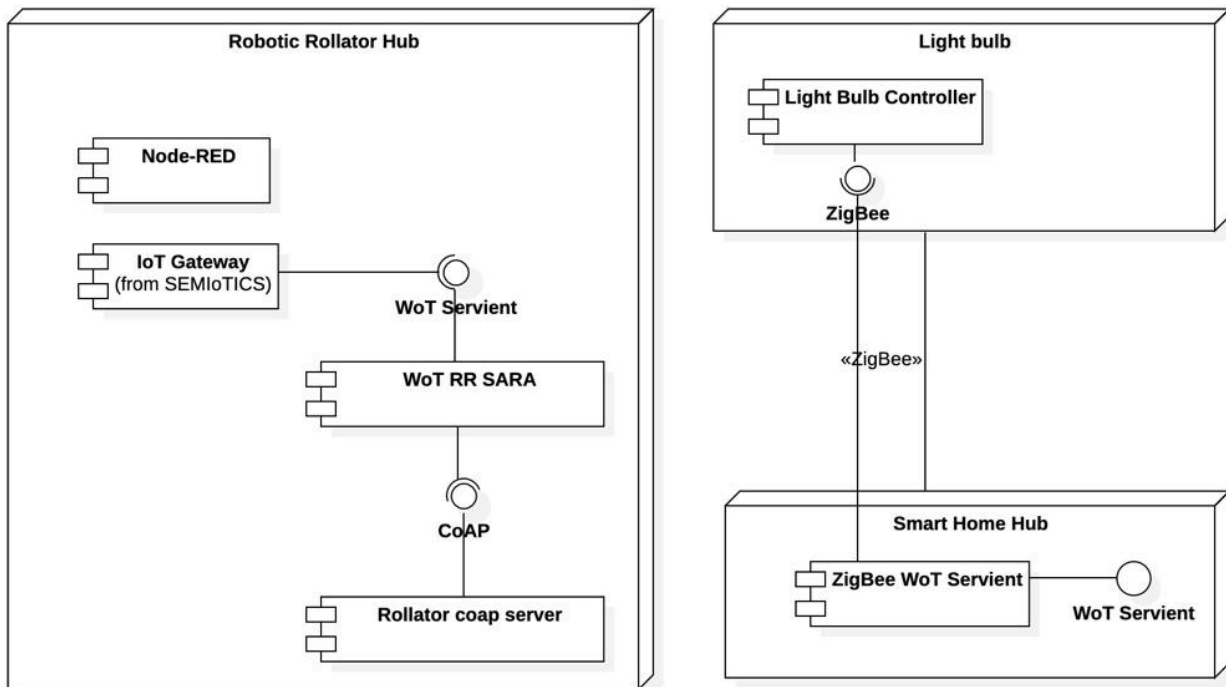 Robotic Rollator Hub
Node-RED
IoT Gateway
(from SEMIoTICS)
WoT Servient
WoT RR SARA
CoAP
Rollator coap server
Light bulb
Light Bulb Controller
ZigBee
«ZigBee»
Smart Home Hub
ZigBee WoT Servient
WoT Servient